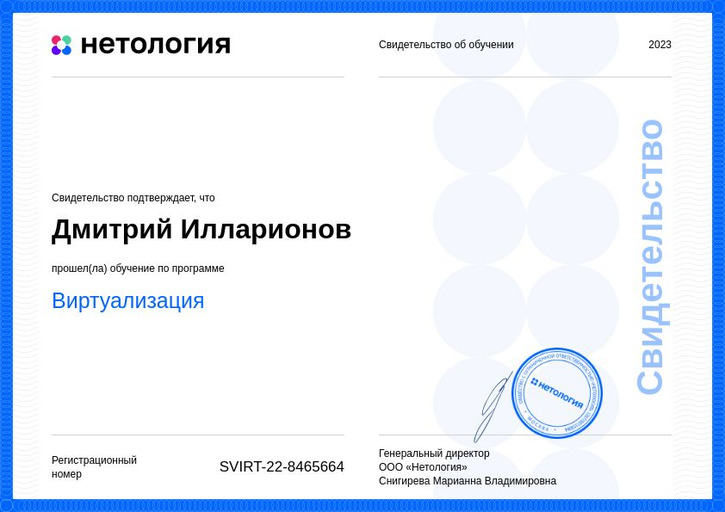 нетология
Свидетельство об обучении
2023
Свидетельство подтверждает, что
Дмитрий Илларионов
прошел(ла) обучение по программе
Виртуализация
Свидетельство
нетология
МОСКВА
Регистрационный
номер
SVIRT-22-8465664
Генеральный директор
ООО «Нетология»
Снигирева Марианна Владимировна